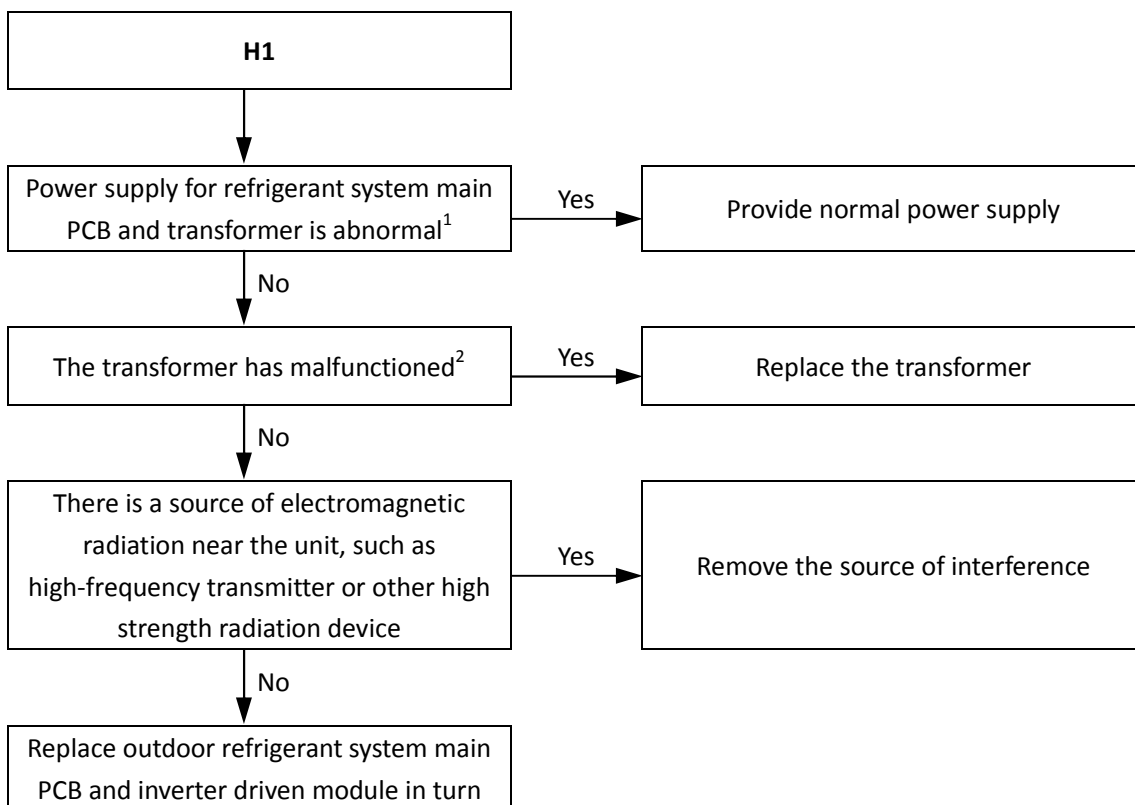 H1
Power supply for refrigerant system main
PCB and transformer is abnormal1
Yes
Provide normal power supply
No
The transformer has malfunctioned2
Yes
Replace the transformer
No
There is a source of electromagnetic
radiation near the unit, such as
high-frequency transmitter or other high
strength radiation device
Yes
Remove the source of interference
No
Replace outdoor refrigerant system main
PCB and inverter driven module in turn